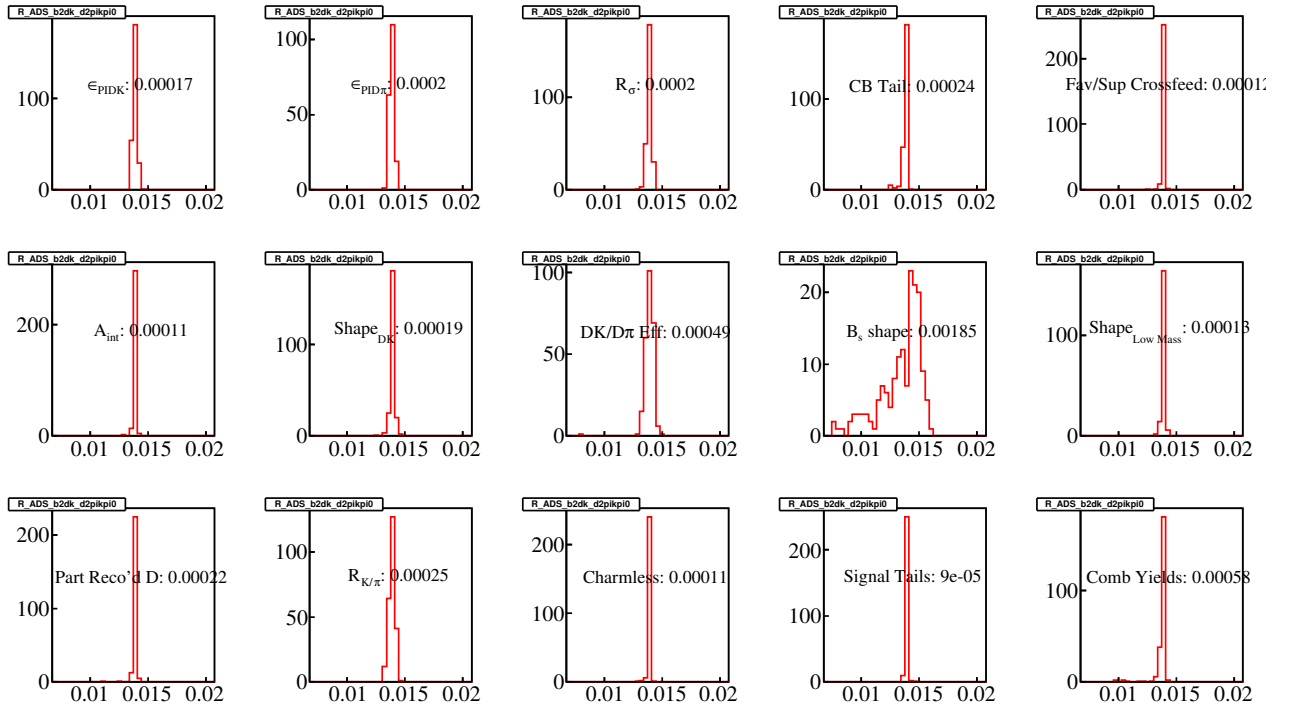 R_ADS_b2dk_d2pikpi0
100
0
0.01 0.015 0.02
∈PIDK: 0.00017
R_ADS_b2dk_d2pikpi0
100
50
0
0.01 0.015 0.02
∈PIDπ: 0.0002
R_ADS_b2dk_d2pikpi0
100
0
0.01 0.015 0.02
Rσ: 0.0002
R_ADS_b2dk_d2pikpi0
100
0
0.01 0.015 0.02
CB Tail: 0.00024
R_ADS_b2dk_d2pikpi0
200
100
0
0.01 0.015 0.02
Fav/Sup Crossfeed: 0.00012
R_ADS_b2dk_d2pikpi0
200
0
0.01 0.015 0.02
Aint: 0.00011
R_ADS_b2dk_d2pikpi0
100
0
0.01 0.015 0.02
ShapeDK: 0.00019
R_ADS_b2dk_d2pikpi0
100
50
0
0.01 0.015 0.02
DK/Dπ Eff: 0.00049
R_ADS_b2dk_d2pikpi0
20
10
0
0.01 0.015 0.02
Bs shape: 0.00185
R_ADS_b2dk_d2pikpi0
100
0
0.01 0.015 0.02
ShapeLow Mass: 0.00013
R_ADS_b2dk_d2pikpi0
200
100
0
0.01 0.015 0.02
Part Reco'd D: 0.00022
R_ADS_b2dk_d2pikpi0
100
50
0
0.01 0.015 0.02
RK/π: 0.00025
R_ADS_b2dk_d2pikpi0
200
100
0
0.01 0.015 0.02
Charmless: 0.00011
R_ADS_b2dk_d2pikpi0
200
100
0
0.01 0.015 0.02
Signal Tails: 9e-05
R_ADS_b2dk_d2pikpi0
100
0
0.01 0.015 0.02
Comb Yields: 0.00058